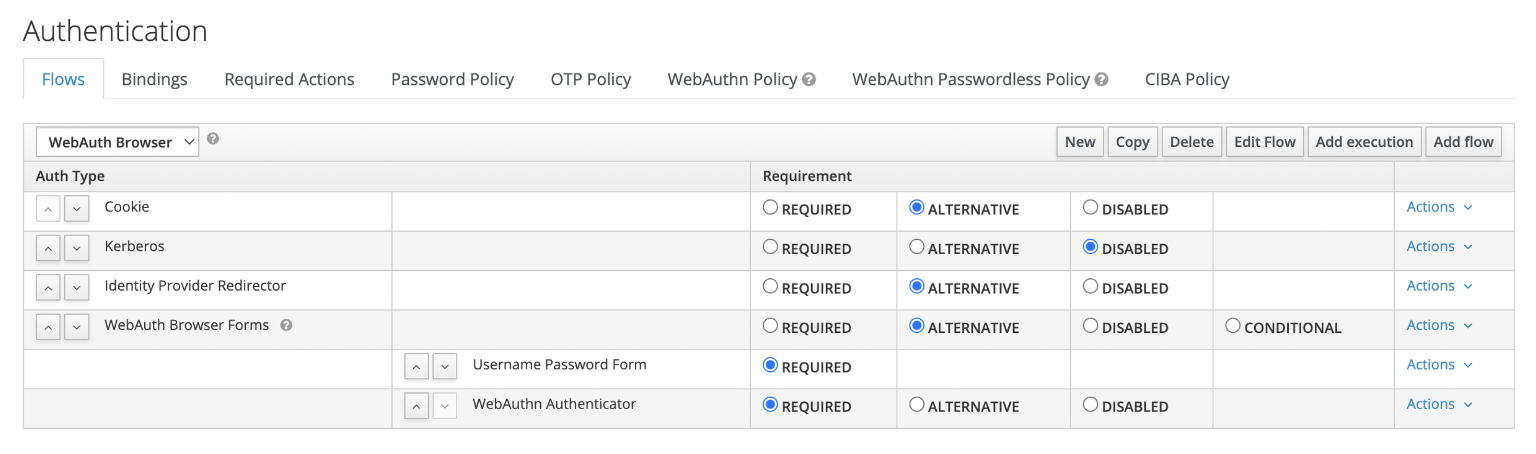 Authentication
Flows Bindings Required Actions Password Policy OTP Policy WebAuthn Policy ? WebAuthn Passwordless Policy ? CIBA Policy
WebAuth Browser ? New Copy Delete Edit Flow Add execution Add flow
Auth Type Requirement
Cookie REQUIRED ALTERNATIVE DISABLED Actions
Kerberos REQUIRED ALTERNATIVE DISABLED Actions
Identity Provider Redirector REQUIRED ALTERNATIVE DISABLED Actions
WebAuth Browser Forms ? REQUIRED ALTERNATIVE DISABLED CONDITIONAL Actions
Username Password Form REQUIRED Actions
WebAuthn Authenticator REQUIRED ALTERNATIVE DISABLED Actions